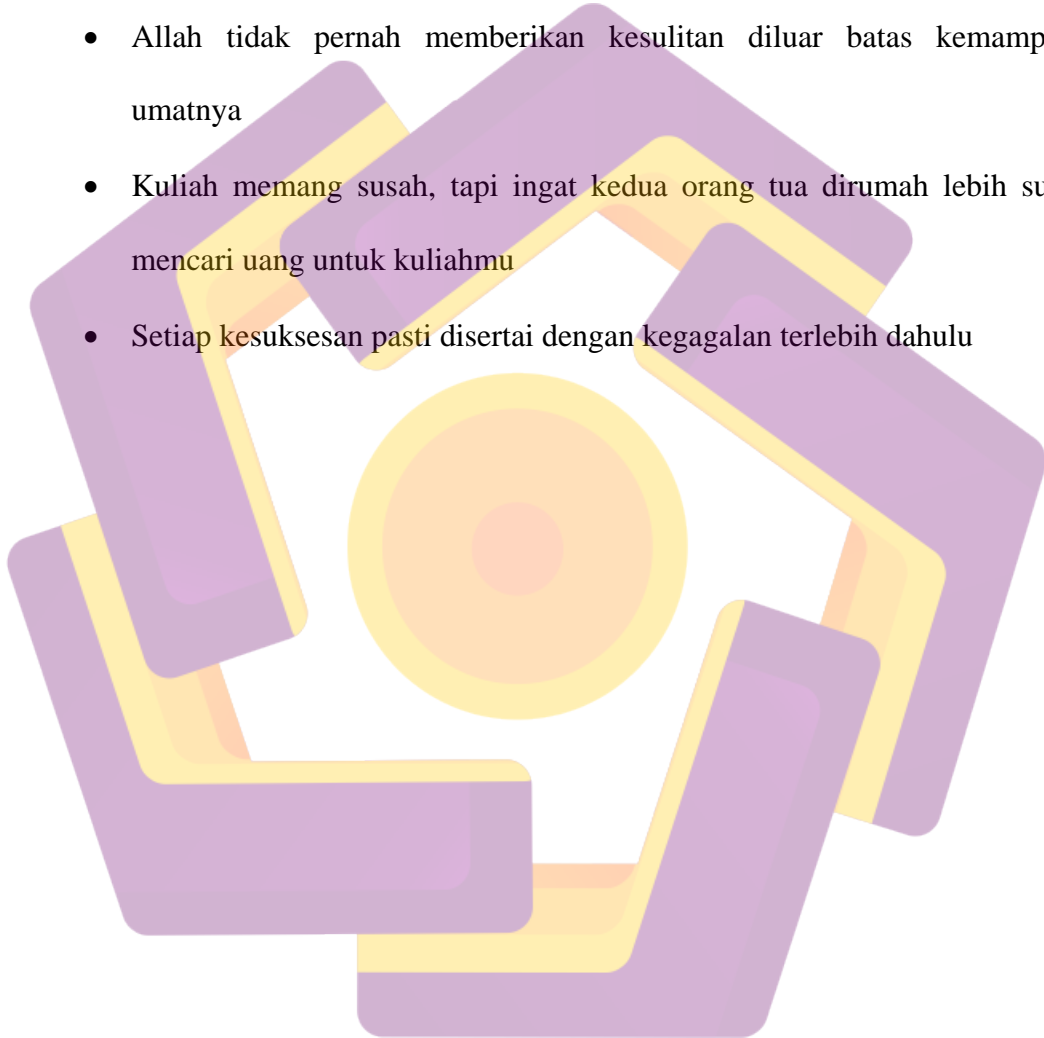 • Allah tidak pernah memberikan kesulitan diluar batas kemamp
umatnya
• Kuliah memang susah, tapi ingat kedua orang tua dirumah lebih su
mencari uang untuk kuliahmu
• Setiap kesuksesan pasti disertai dengan kegagalan terlebih dahulu